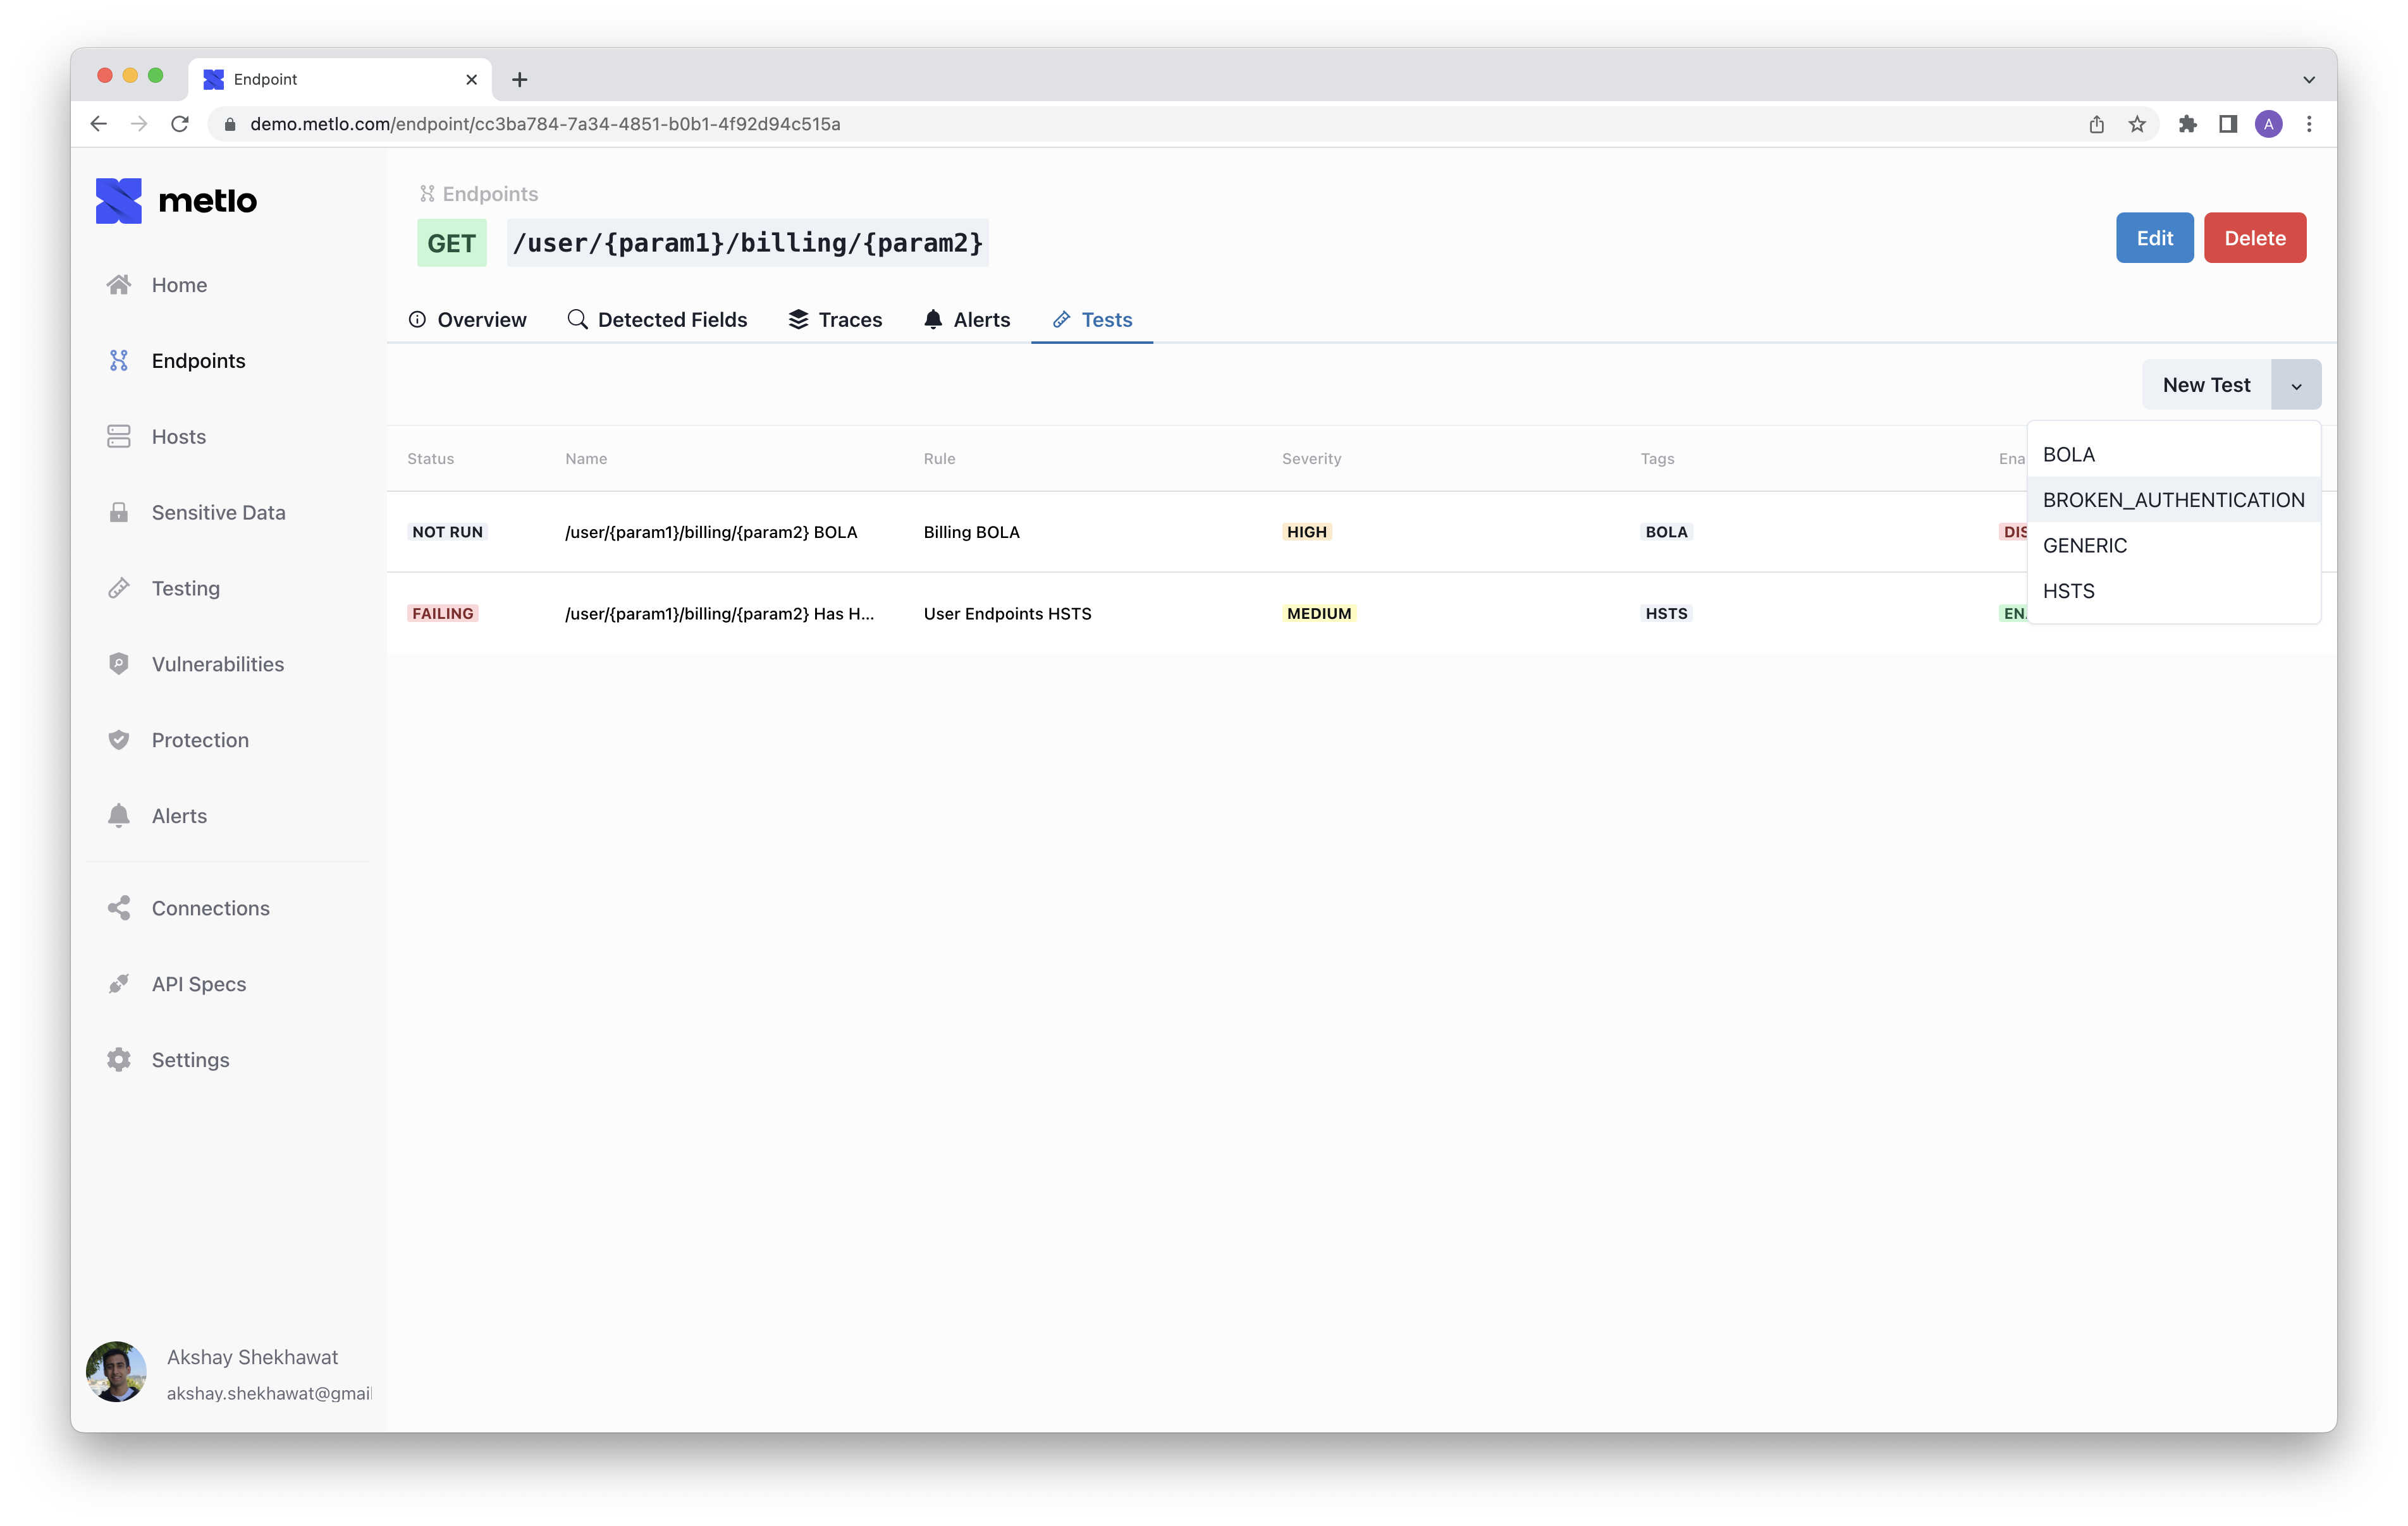 Endpoint
demo.metlo.com/endpoint/cc3ba784-7a34-4851-b0b1-4f92d94c515a
A
metlo
Home
Endpoints
Hosts
Sensitive Data
Testing
Vulnerabilities
Protection
Alerts
Connections
API Specs
Settings
Akshay Shekhawat
akshay.shekhawat@gmail
Endpoints
GET /user/{param1}/billing/{param2}
Edit Delete
Overview Detected Fields Traces Alerts Tests
New Test
BOLA
BROKEN_AUTHENTICATION
GENERIC
HSTS
Status Name Rule Severity Tags Ena
NOT RUN /user/{param1}/billing/{param2} BOLA Billing BOLA HIGH BOLA DIS
FAILING /user/{param1}/billing/{param2} Has H... User Endpoints HSTS MEDIUM HSTS EN